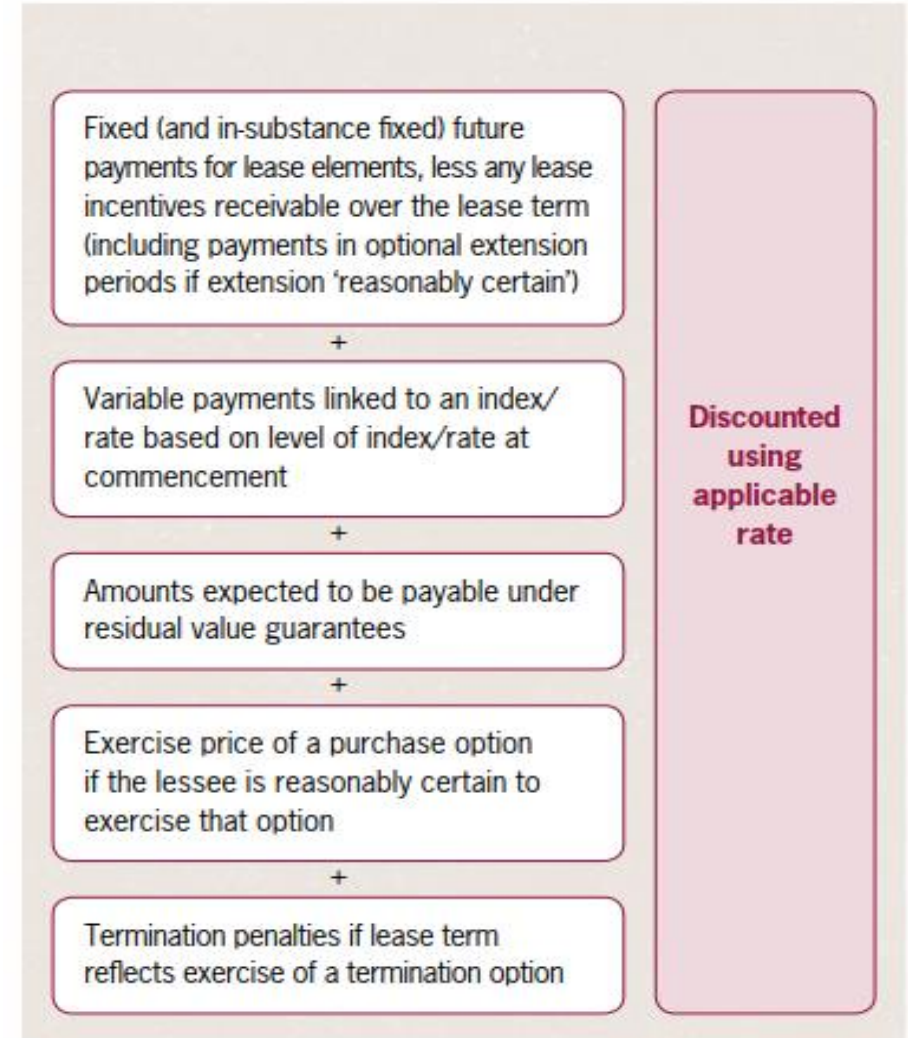 Fixed (and in-substance fixed) future
payments for lease elements, less any lease
incentives receivable over the lease term
(including payments in optional extension
periods if extension ‘reasonably certain’)
+
Variable payments linked to an index/
rate based on level of index/rate at
commencement
+
Amounts expected to be payable under
residual value guarantees
+
Exercise price of a purchase option
if the lessee is reasonably certain to
exercise that option
+
Termination penalties if lease term
reflects exercise of a termination option
Discounted
using
applicable
rate